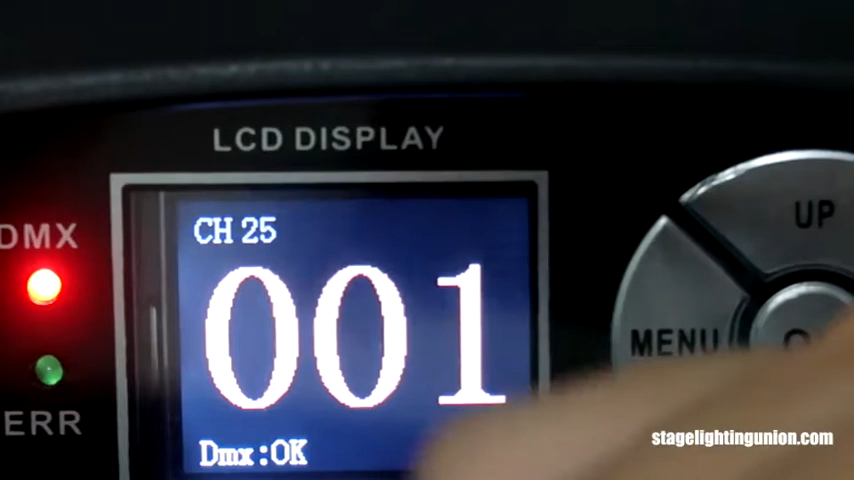 LCD DISPLAY
DMX
CH 25
UP
001
MENU
ERR
Dmx:OK
stagelightingunion.com